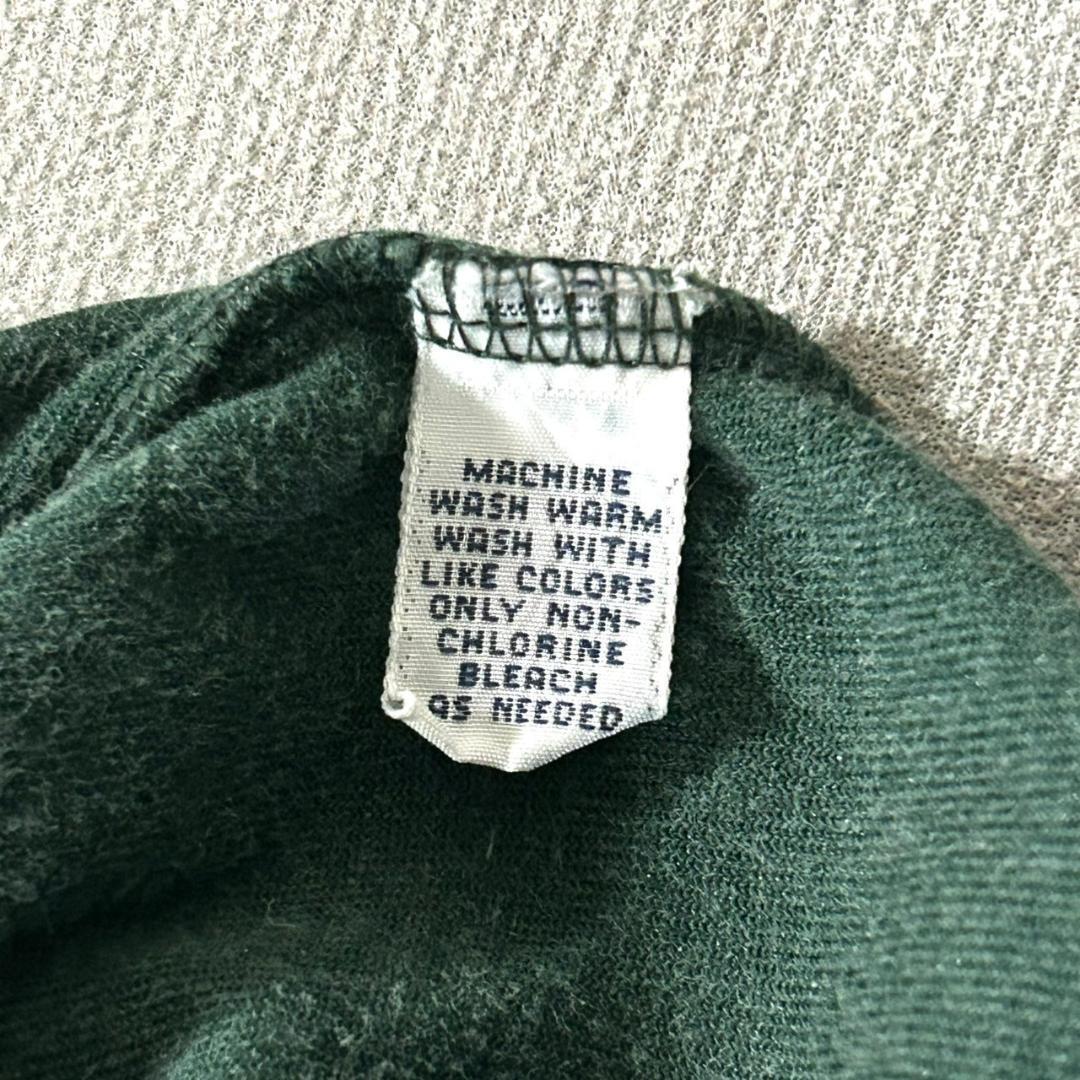 MACHINE
WASH WARM
WASH WITH
LIKE COLORS
ONLY NON-
CHLORINE
BLEACH
AS NEEDED